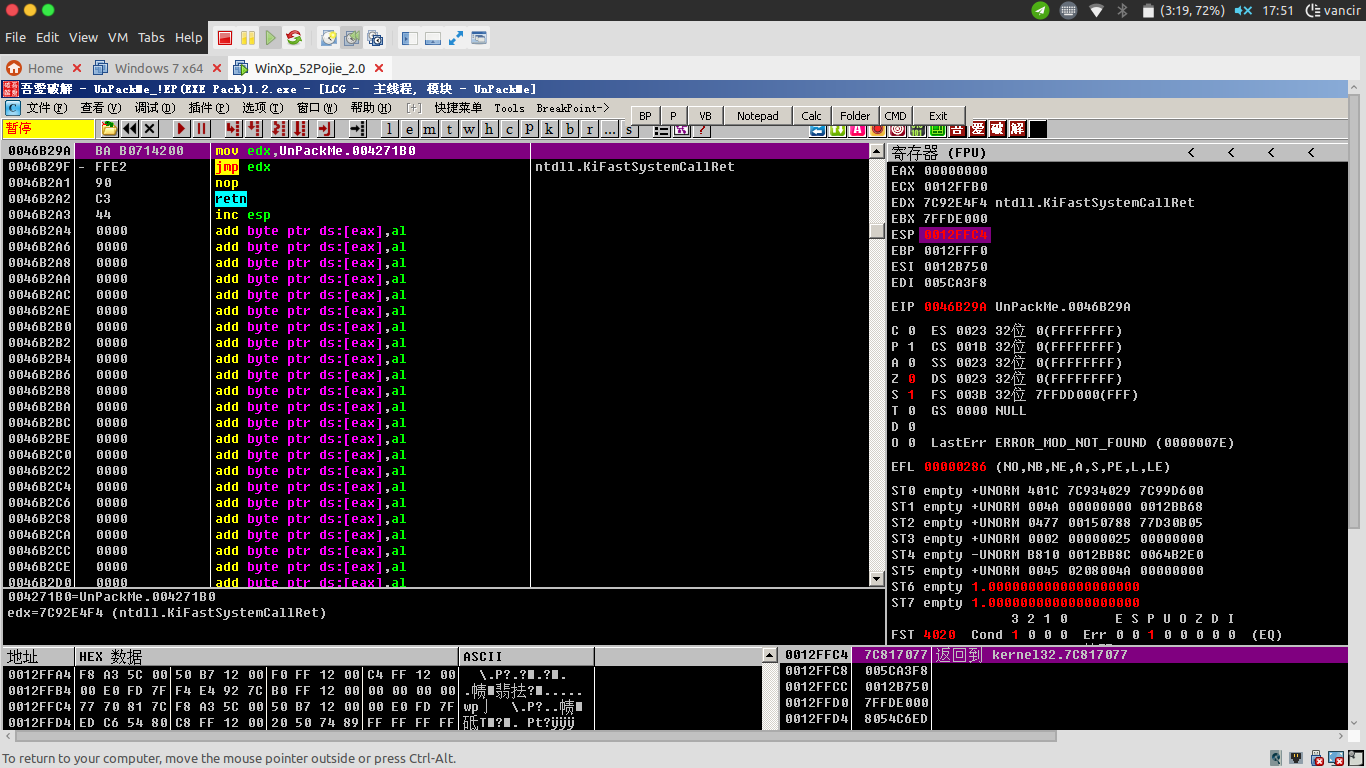 (3:19, 72%) 17:51 vancir
File Edit View VM Tabs Help
Home Windows 7 x64 WinXp_52Pojie_2.0
吾爱破解 - UnPackMe_!EP(EXE Pack)1.2.exe - [LCG - 主线程, 模块 - UnPackMe]
C 文件(F) 查看(V) 调试(D) 插件(P) 选项(T) 窗口(W) 帮助(H) [+] 快捷菜单 Tools BreakPoint->
BP P VB Notepad Calc Folder CMD Exit
暂停 l e m t w h c p k b r ... s ? 吾 爱 破 解
0046B29A BA B0714200 mov edx,UnPackMe.004271B0
0046B29F - FFE2 jmp edx ntdll.KiFastSystemCallRet
0046B2A1 90 nop
0046B2A2 C3 retn
0046B2A3 44 inc esp
0046B2A4 0000 add byte ptr ds:[eax],al
0046B2A6 0000 add byte ptr ds:[eax],al
0046B2A8 0000 add byte ptr ds:[eax],al
0046B2AA 0000 add byte ptr ds:[eax],al
0046B2AC 0000 add byte ptr ds:[eax],al
0046B2AE 0000 add byte ptr ds:[eax],al
0046B2B0 0000 add byte ptr ds:[eax],al
0046B2B2 0000 add byte ptr ds:[eax],al
0046B2B4 0000 add byte ptr ds:[eax],al
0046B2B6 0000 add byte ptr ds:[eax],al
0046B2B8 0000 add byte ptr ds:[eax],al
0046B2BA 0000 add byte ptr ds:[eax],al
0046B2BC 0000 add byte ptr ds:[eax],al
0046B2BE 0000 add byte ptr ds:[eax],al
0046B2C0 0000 add byte ptr ds:[eax],al
0046B2C2 0000 add byte ptr ds:[eax],al
0046B2C4 0000 add byte ptr ds:[eax],al
0046B2C6 0000 add byte ptr ds:[eax],al
0046B2C8 0000 add byte ptr ds:[eax],al
0046B2CA 0000 add byte ptr ds:[eax],al
0046B2CC 0000 add byte ptr ds:[eax],al
0046B2CE 0000 add byte ptr ds:[eax],al
0046B2D0 0000 add byte ptr ds:[eax],al
004271B0=UnPackMe.004271B0
edx=7C92E4F4 (ntdll.KiFastSystemCallRet)
寄存器 (FPU) < < < <
EAX 00000000
ECX 0012FFB0
EDX 7C92E4F4 ntdll.KiFastSystemCallRet
EBX 7FFDE000
ESP 0012FFC4
EBP 0012FFF0
ESI 0012B750
EDI 005CA3F8
EIP 0046B29A UnPackMe.0046B29A
C 0 ES 0023 32位 0(FFFFFFFF)
P 1 CS 001B 32位 0(FFFFFFFF)
A 0 SS 0023 32位 0(FFFFFFFF)
Z 0 DS 0023 32位 0(FFFFFFFF)
S 1 FS 003B 32位 7FFDD000(FFF)
T 0 GS 0000 NULL
D 0
O 0 LastErr ERROR_MOD_NOT_FOUND (0000007E)
EFL 00000286 (NO,NB,NE,A,S,PE,L,LE)
ST0 empty +UNORM 401C 7C934029 7C99D600
ST1 empty +UNORM 004A 00000000 0012BB68
ST2 empty +UNORM 0477 00150788 77D30B05
ST3 empty +UNORM 0002 00000025 00000000
ST4 empty -UNORM B810 0012BB8C 0064B2E0
ST5 empty +UNORM 0045 0208004A 00000000
ST6 empty 1.0000000000000000000
ST7 empty 1.0000000000000000000
3 2 1 0 E S P U O Z D I
FST 4020 Cond 1 0 0 0 Err 0 0 1 0 0 0 0 0 (EQ)
地址 HEX 数据 ASCII
0012FFA4 F8 A3 5C 00 50 B7 12 00 F0 FF 12 00 C4 FF 12 00
0012FFB4 00 E0 FD 7F F4 E4 92 7C B0 FF 12 00 00 00 00 00
0012FFC4 77 70 81 7C F8 A3 5C 00 50 B7 12 00 00 E0 FD 7F
0012FFD4 ED C6 54 80 C8 FF 12 00 20 50 74 89 FF FF FF FF
0012FFC4 7C817077 返回到 kernel32.7C817077
0012FFC8 005CA3F8
0012FFCC 0012B750
0012FFD0 7FFDE000
0012FFD4 8054C6ED
To return to your computer, move the mouse pointer outside or press Ctrl-Alt.